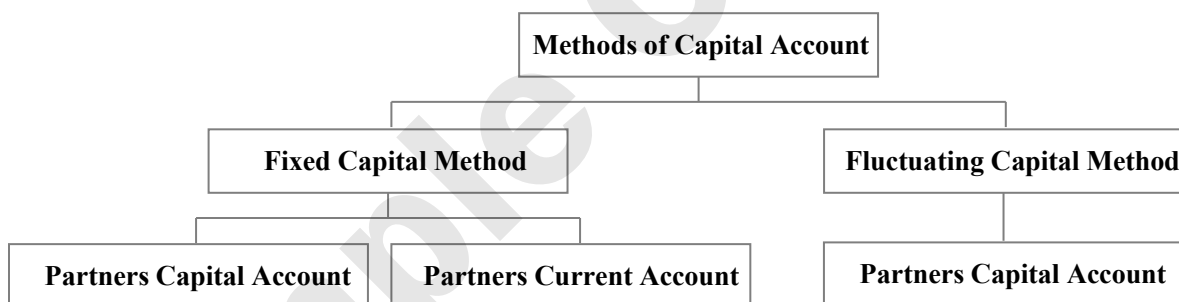 Methods of Capital Account
Fixed Capital Method
Fluctuating Capital Method
Partners Capital Account
Partners Current Account
Partners Capital Account